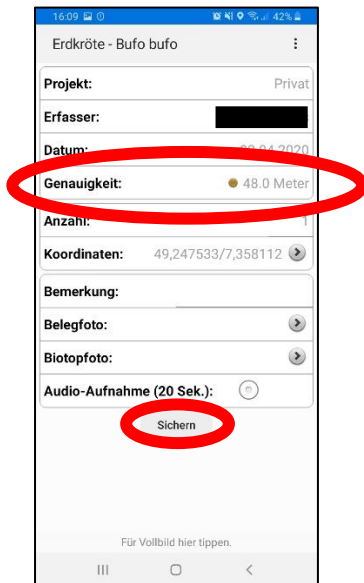 16:09 42%
Erdkröte - Bufo bufo
Projekt: Privat
Erfasser:
Datum: 2020
Genauigkeit: 48.0 Meter
Anzahl: 1
Koordinaten: 49,247533/7,358112
Bemerkung:
Belegfoto:
Biotopfoto:
Audio-Aufnahme (20 Sek.):
Sichern
Für Vollbild hier tippen.